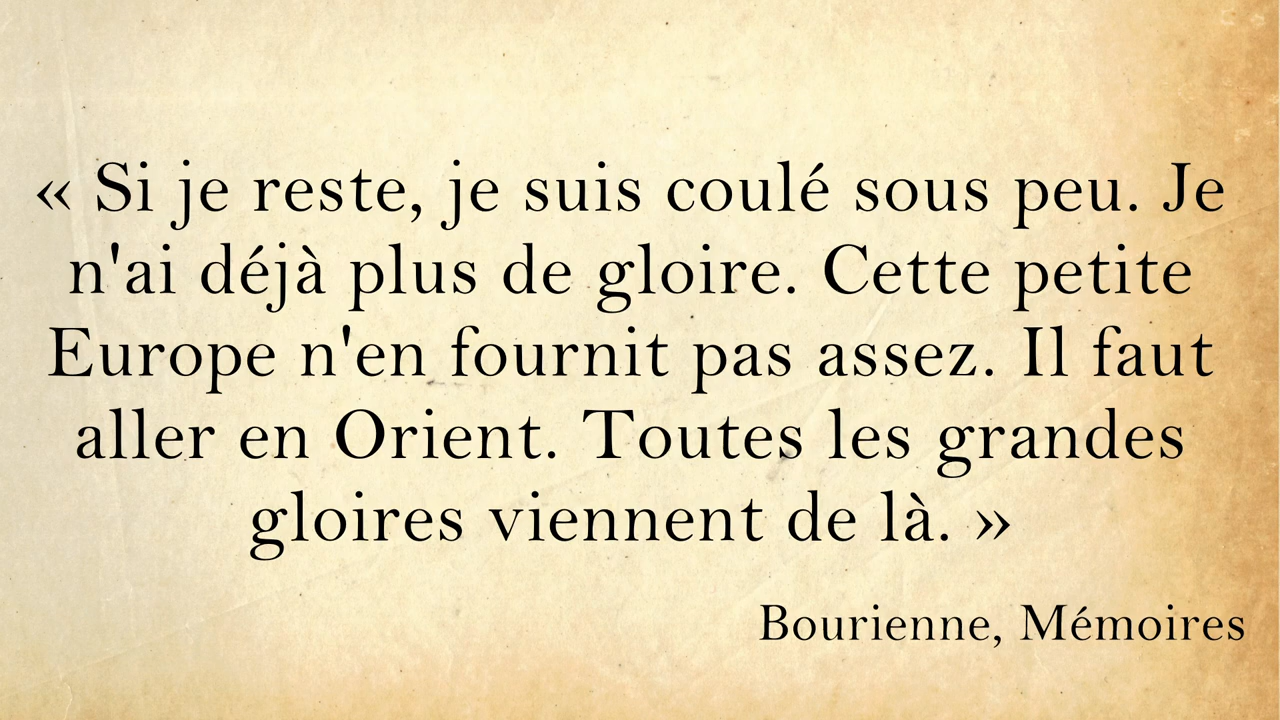 « Si je reste, je suis coulé sous peu. Je
n'ai déjà plus de gloire. Cette petite
Europe n'en fournit pas assez. Il faut
aller en Orient. Toutes les grandes
gloires viennent de là. »
Bourienne, Mémoires